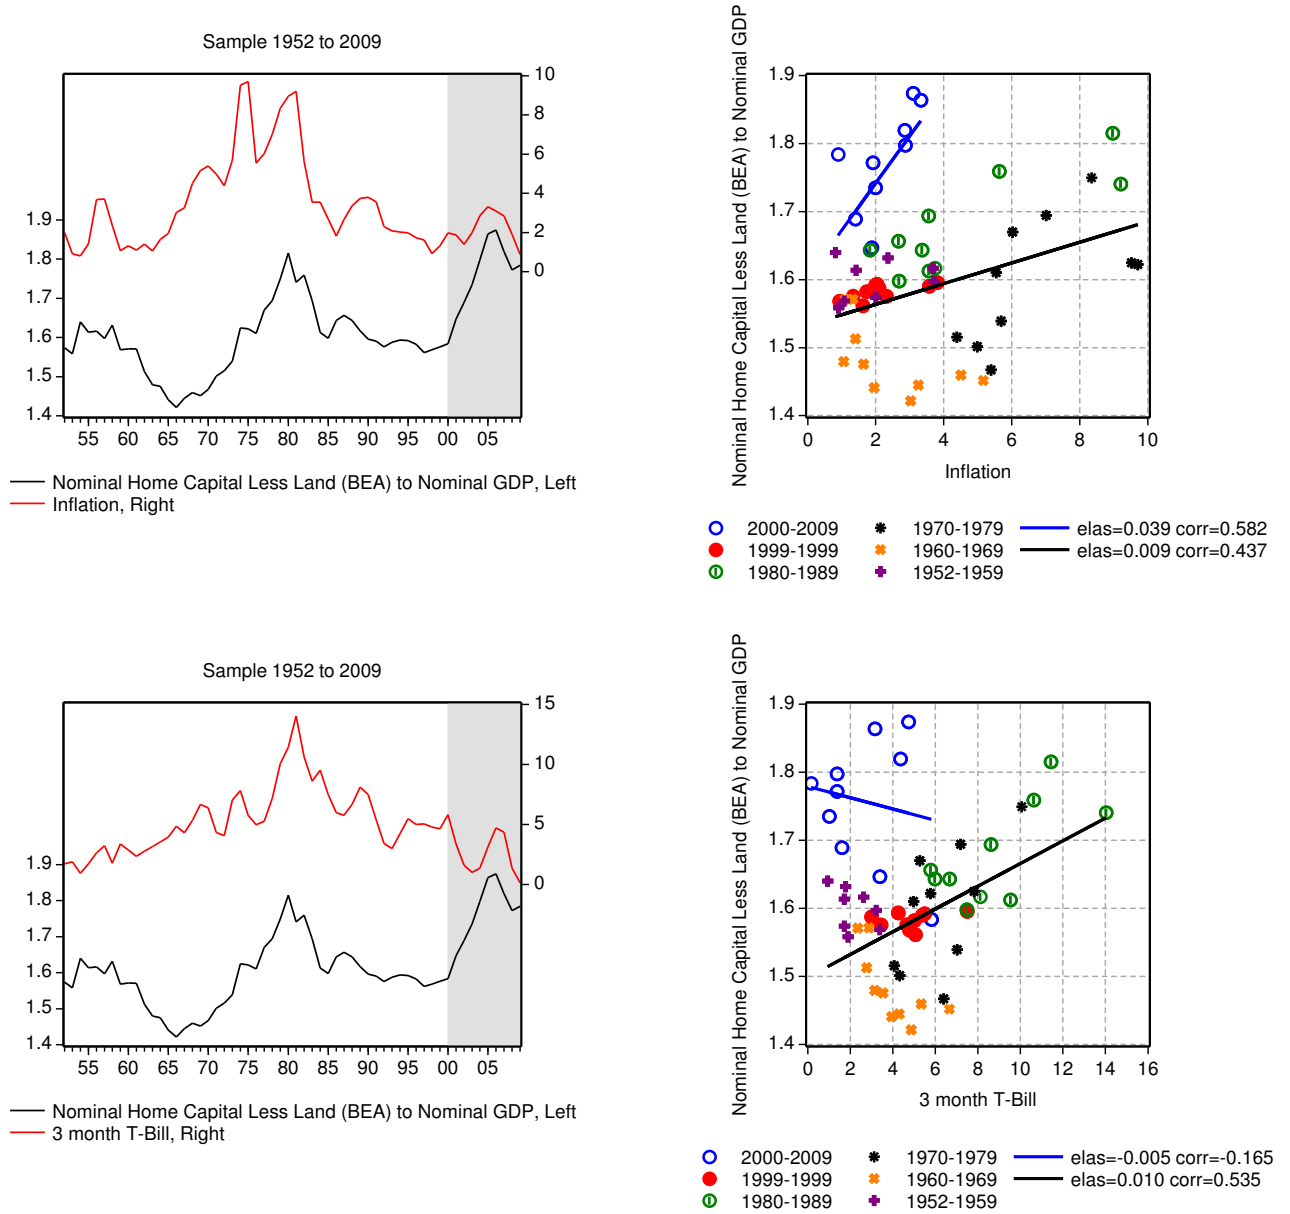 Sample 1952 to 2009
10
8
6
4
2
0
1.9
1.8
1.7
1.6
1.5
1.4
55 60 65 70 75 80 85 90 95 00 05
Nominal Home Capital Less Land (BEA) to Nominal GDP, Left
Inflation, Right
Nominal Home Capital Less Land (BEA) to Nominal GDP
1.9
1.8
1.7
1.6
1.5
1.4
0 2 4 6 8 10
Inflation
2000-2009 1970-1979 elas=0.039 corr=0.582
1999-1999 1960-1969 elas=0.009 corr=0.437
1980-1989 1952-1959
Sample 1952 to 2009
15
10
5
0
1.9
1.8
1.7
1.6
1.5
1.4
55 60 65 70 75 80 85 90 95 00 05
Nominal Home Capital Less Land (BEA) to Nominal GDP, Left
3 month T-Bill, Right
Nominal Home Capital Less Land (BEA) to Nominal GDP
1.9
1.8
1.7
1.6
1.5
1.4
0 2 4 6 8 10 12 14 16
3 month T-Bill
2000-2009 1970-1979 elas=-0.005 corr=-0.165
1999-1999 1960-1969 elas=0.010 corr=0.535
1980-1989 1952-1959